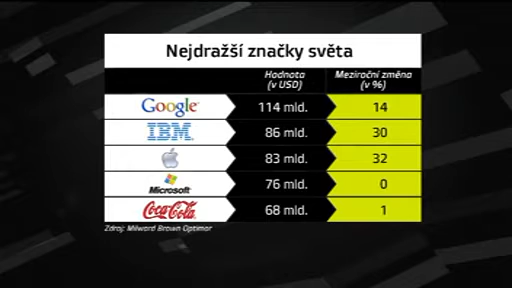 Nejdražší značky světa
Hodnota (v USD) Meziroční změna (v %)
Google 114 mld. 14
IBM 86 mld. 30
83 mld. 32
Microsoft 76 mld. 0
Coca-Cola 68 mld. 1
Zdroj: Milward Brown Optimor